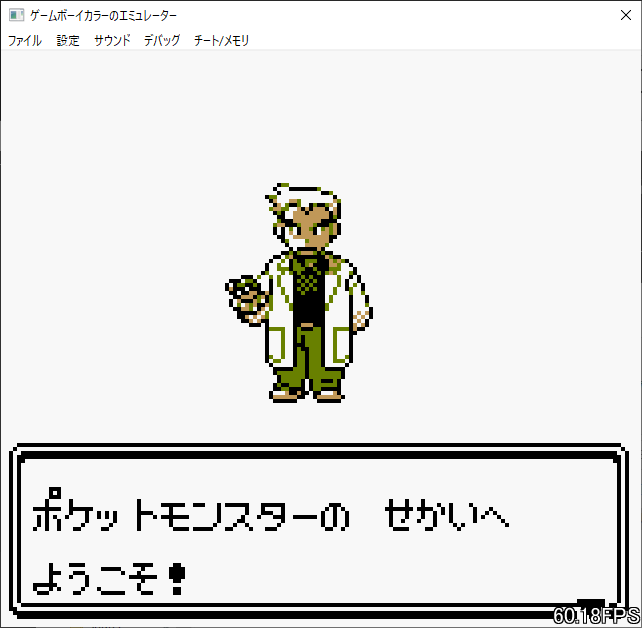 ゲームボーイカラーのエミュレーター
ファイル 設定 サウンド デバッグ チート/メモリ
ポケットモンスターの せかいへ
ようこそ!
60.18FPS